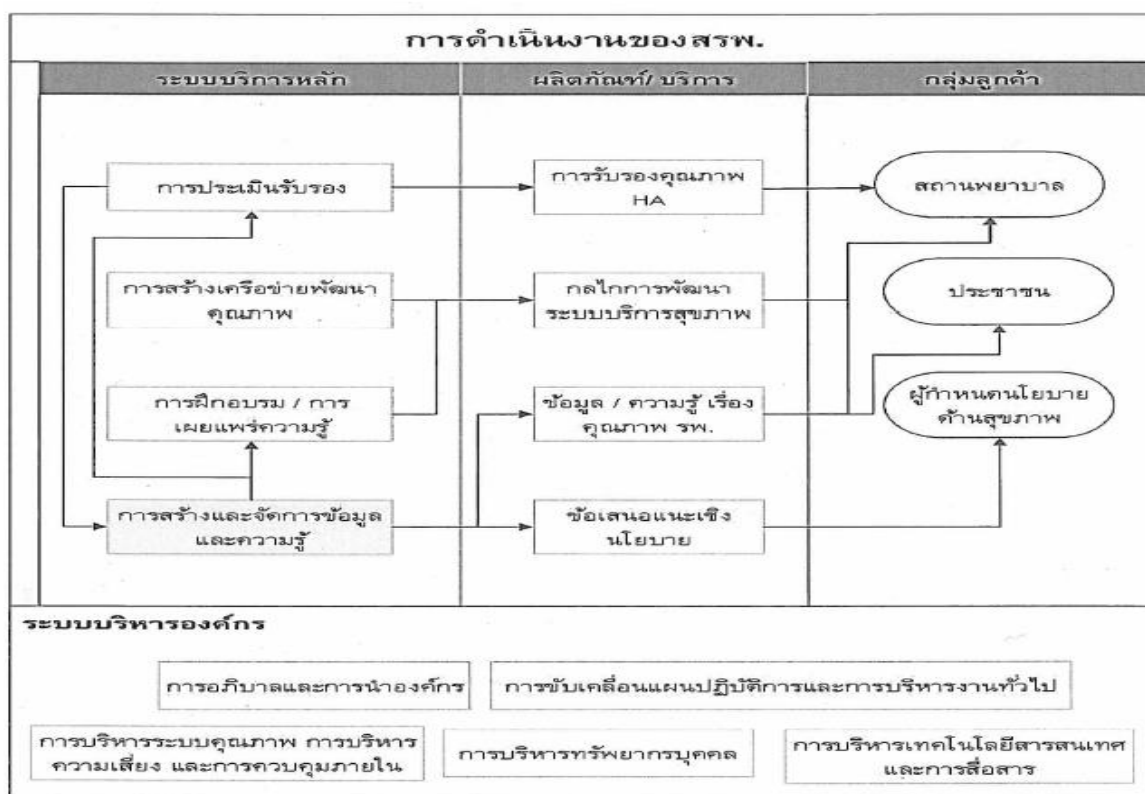 การดำเนินงานของสรพ.
ระบบบริการหลัก
ผลิตภัณฑ์/ บริการ
กลุ่มลูกค้า
การประเมินรับรอง
การรับรองคุณภาพ
HA
สถานพยาบาล
การสร้างเครือข่ายพัฒนา
คุณภาพ
กลไกการพัฒนา
ระบบบริการสุขภาพ
ประชาชน
การฝึกอบรม / การ
เผยแพร่ความรู้
ข้อมูล / ความรู้ เรื่อง
คุณภาพ รพ.
ผู้กำหนดนโยบาย
ด้านสุขภาพ
การสร้างและจัดการข้อมูล
และความรู้
ข้อเสนอแนะเชิง
นโยบาย
ระบบบริหารองค์กร
การอภิบาลและการนำองค์กร
การขับเคลื่อนแผนปฏิบัติการและการบริหารงานทั่วไป
การบริหารระบบคุณภาพ การบริหาร
ความเสี่ยง และการควบคุมภายใน
การบริหารทรัพยากรบุคคล
การบริหารเทคโนโลยีสารสนเทศ
และการสื่อสาร